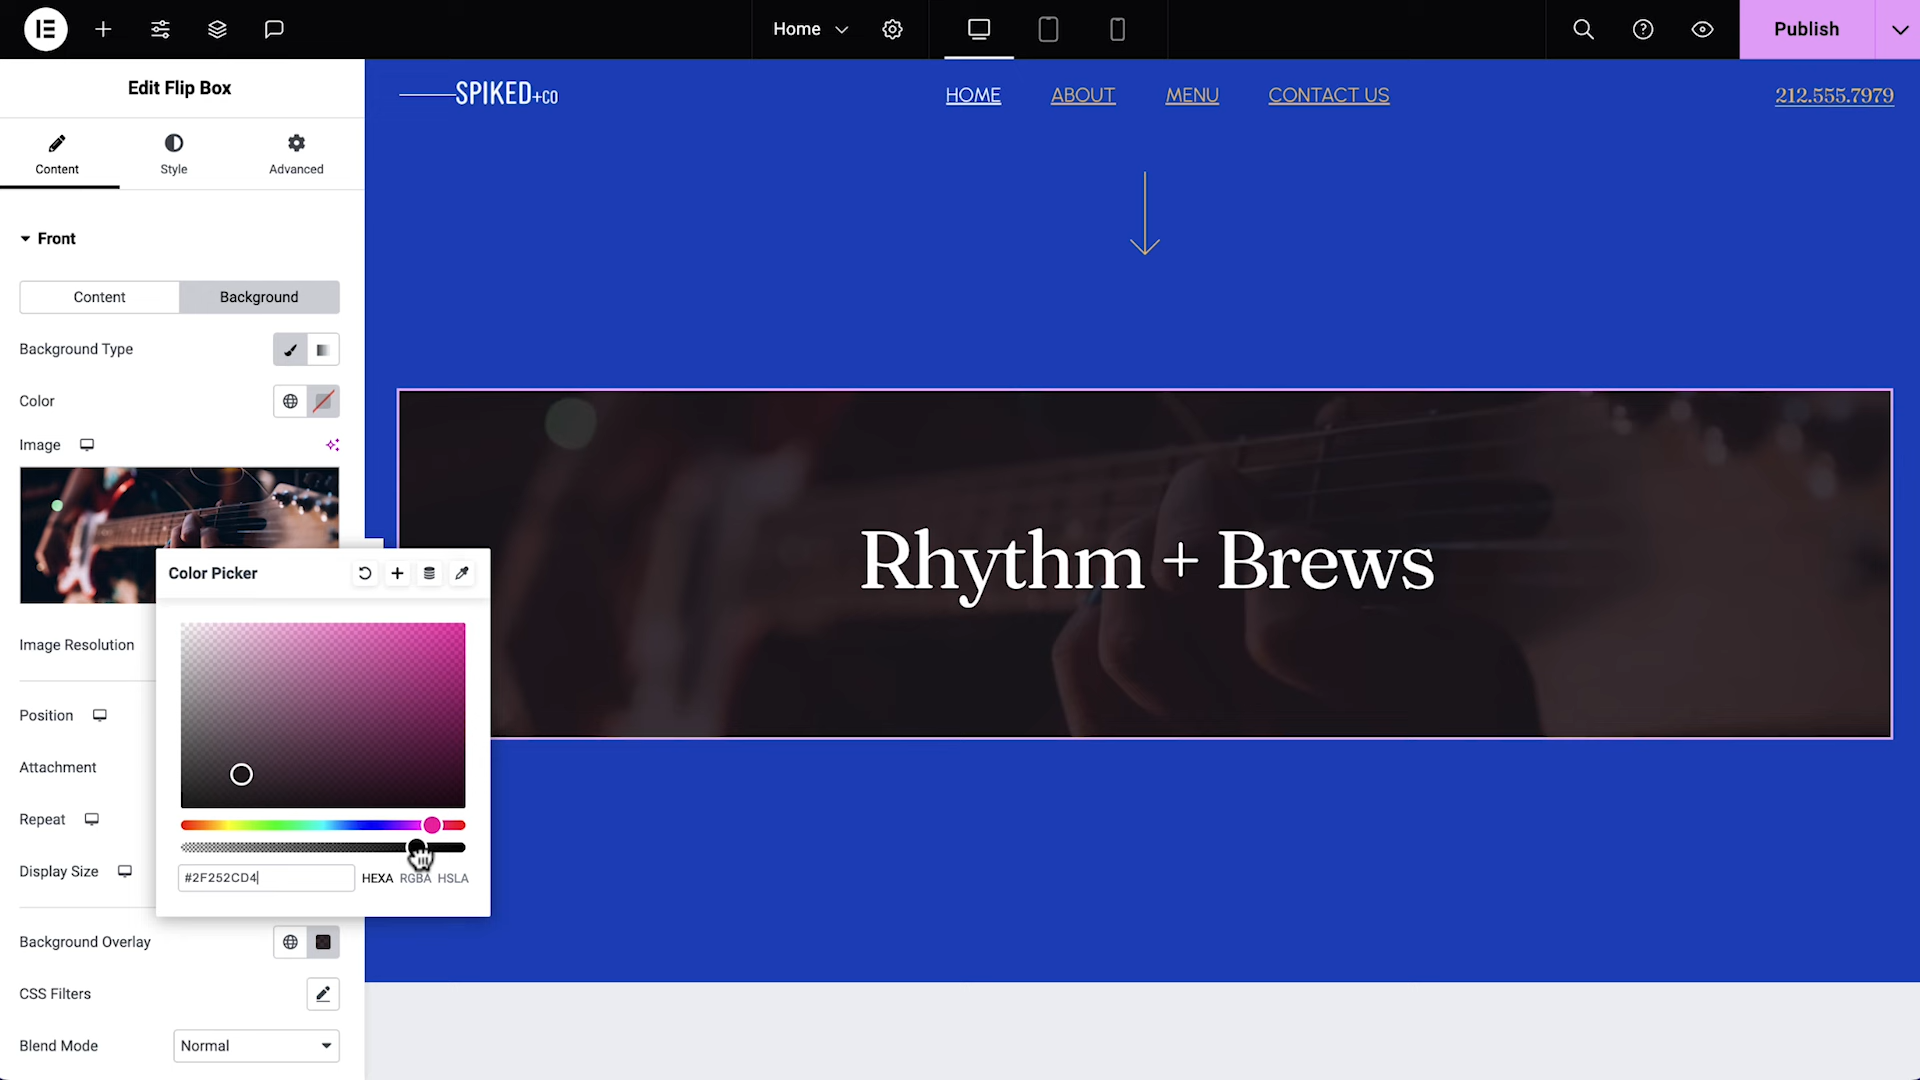 Home
Publish
Edit Flip Box
Content
Style
Advanced
Front
Content
Background
Background Type
Color
Image
Image Resolution
Position
Attachment
Repeat
Display Size
Background Overlay
CSS Filters
Blend Mode
Normal
Color Picker
#2F252CD4
HEXA RGBA HSLA
SPIKED+CO
HOME
ABOUT
MENU
CONTACT US
212.555.7979
Rhythm + Brews